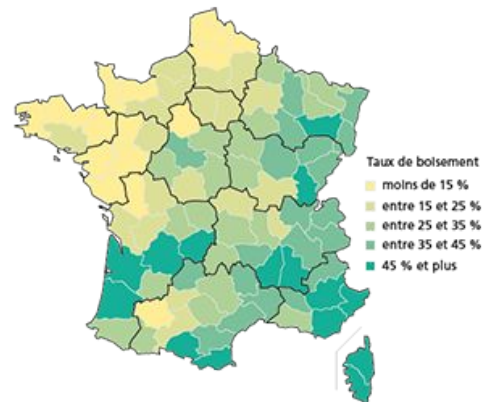 Taux de boisement
moins de 15 %
entre 15 et 25 %
entre 25 et 35 %
entre 35 et 45 %
45 % et plus